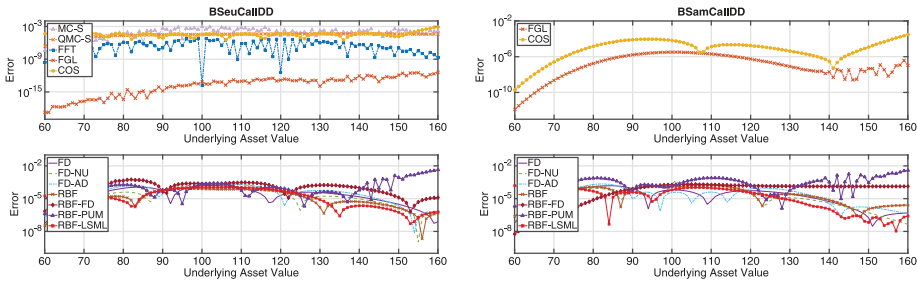 BSeuCallDD
10^-3
10^-9
10^-15
Error
MC-S
QMC-S
FFT
FGL
COS
60 70 80 90 100 110 120 130 140 150 160
Underlying Asset Value
BSamCallDD
10^-2
10^-6
10^-10
Error
FGL
COS
60 70 80 90 100 110 120 130 140 150 160
Underlying Asset Value
10^-2
10^-5
10^-8
Error
FD
FD-NU
FD-AD
RBF
RBF-FD
RBF-PUM
RBF-LSML
60 70 80 90 100 110 120 130 140 150 160
Underlying Asset Value
10^-2
10^-5
10^-8
Error
FD
FD-NU
FD-AD
RBF
RBF-FD
RBF-PUM
RBF-LSML
60 70 80 90 100 110 120 130 140 150 160
Underlying Asset Value